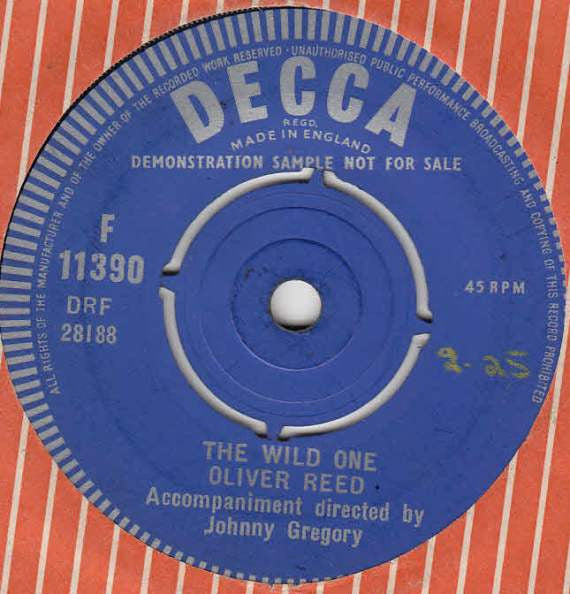 ALL RIGHTS OF THE MANUFACTURER AND OF THE OWNER OF THE RECORDED WORK RESERVED · UNAUTHORISED PUBLIC PERFORMANCE BROADCASTING AND COPYING OF THIS RECORD PROHIBITED
DECCA
REGD.
MADE IN ENGLAND
DEMONSTRATION SAMPLE NOT FOR SALE
F
11390
DRF
28188
45 RPM
2.25
THE WILD ONE
OLIVER REED
Accompaniment directed by
Johnny Gregory